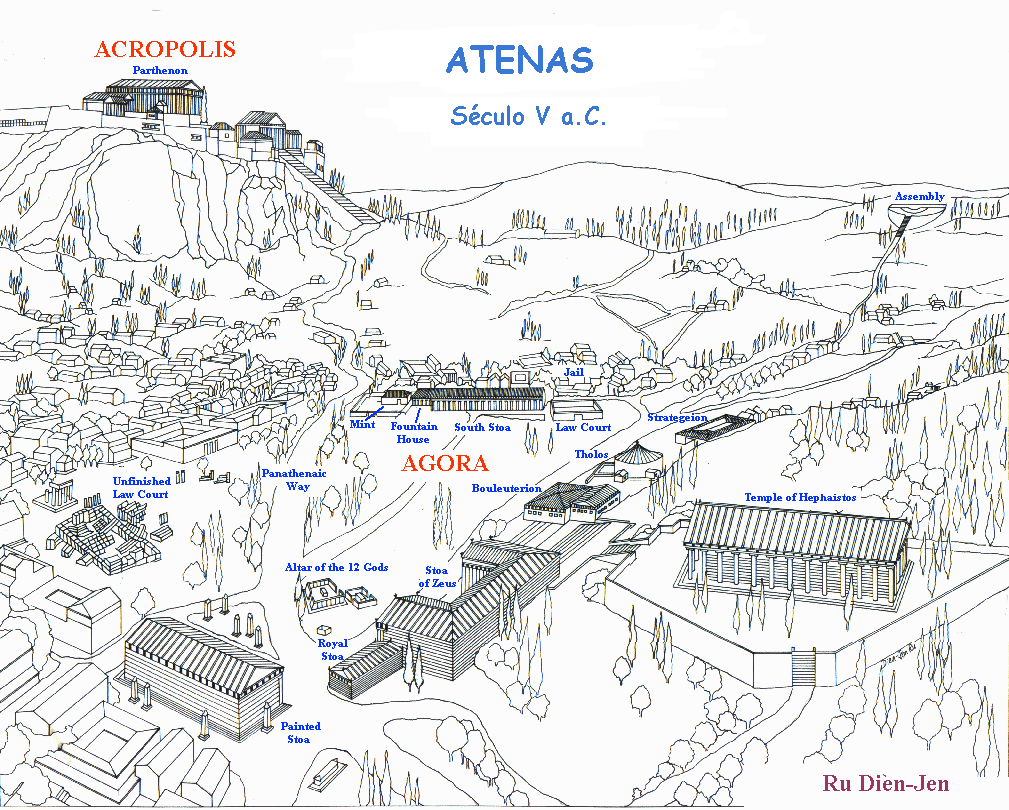 ACROPOLIS
Parthenon
ATENAS
Século V a.C.
Assembly
Jail
Mint
Fountain
House
South Stoa
Law Court
Strategeion
AGORA
Tholos
Panathenaic
Way
Unfinished
Law Court
Bouleuterion
Temple of Hephaistos
Altar of the 12 Gods
Stoa
of Zeus
Royal
Stoa
Painted
Stoa
Ru Dièn-Jen